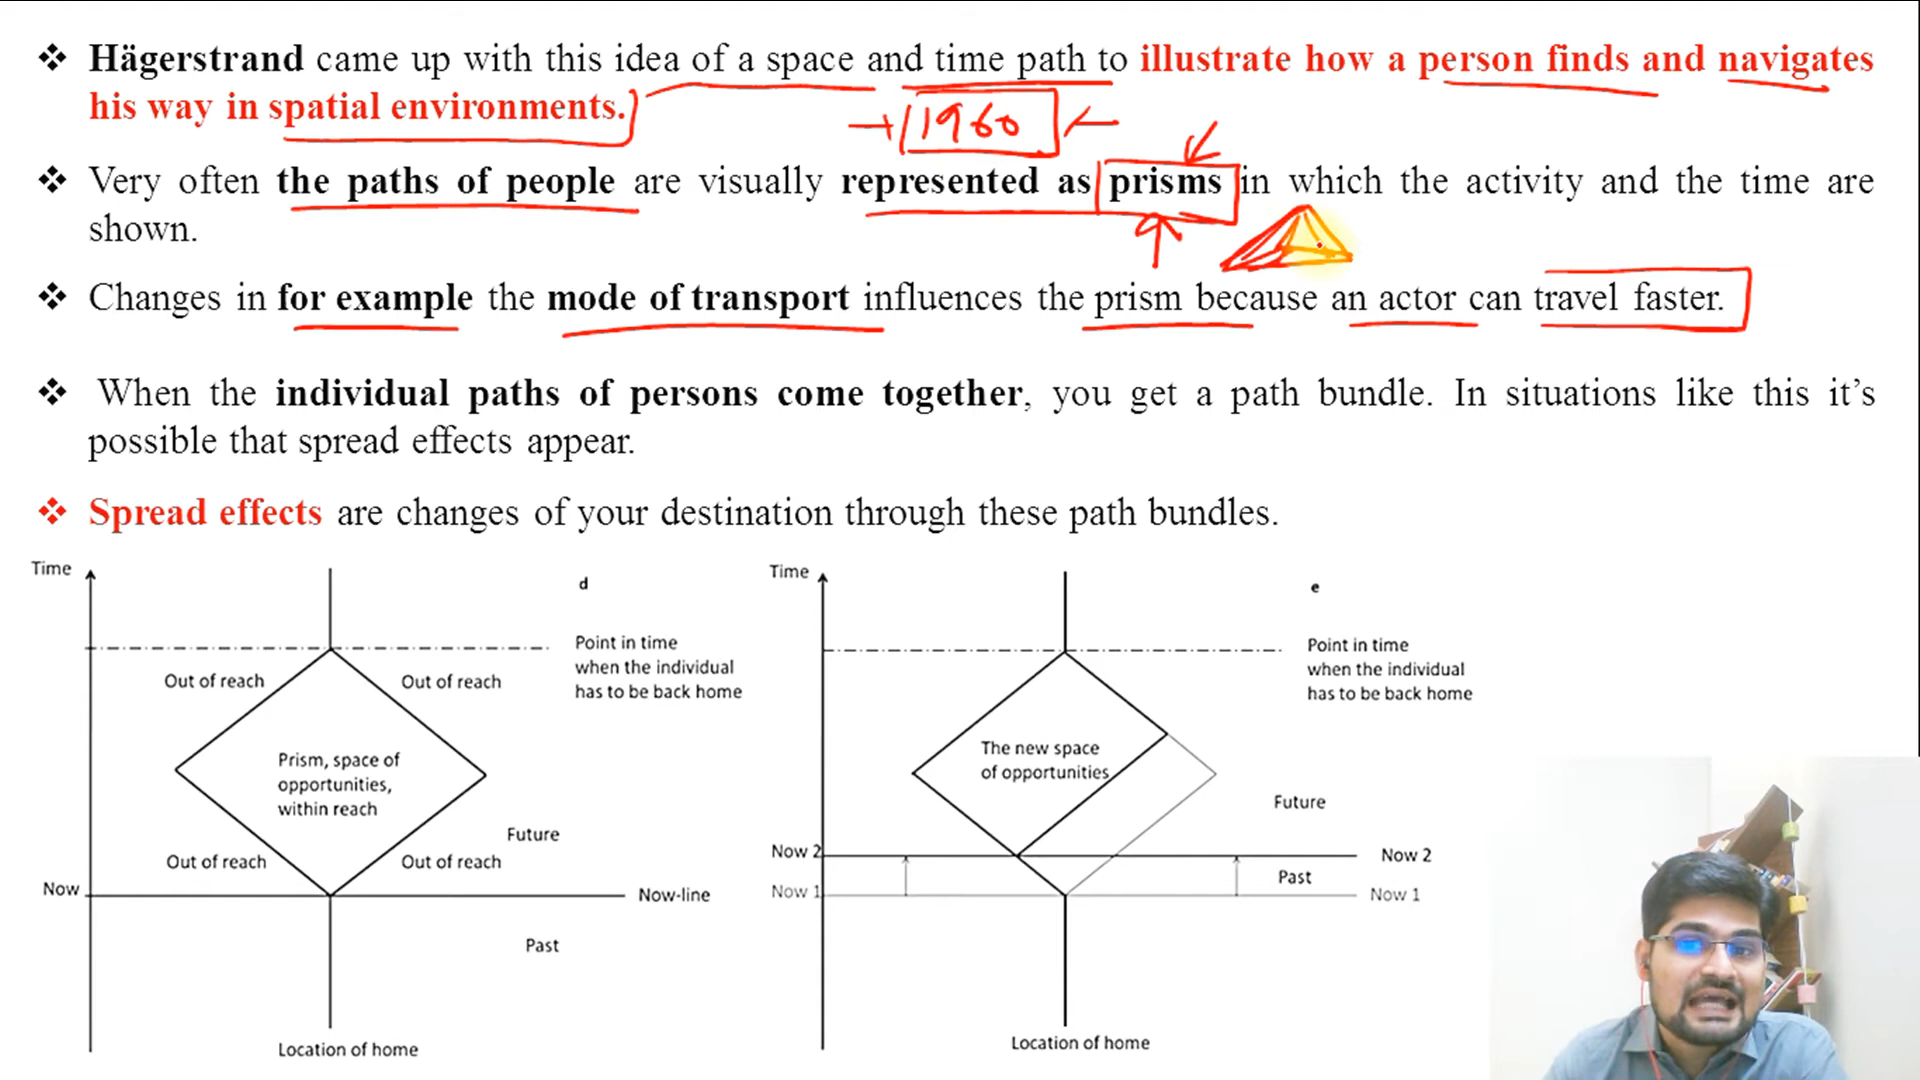 ❖ Hägerstrand came up with this idea of a space and time path to illustrate how a person finds and navigates
his way in spatial environments.
1960
❖ Very often the paths of people are visually represented as prisms in which the activity and the time are
shown.
❖ Changes in for example the mode of transport influences the prism because an actor can travel faster.
❖ When the individual paths of persons come together, you get a path bundle. In situations like this it’s
possible that spread effects appear.
❖ Spread effects are changes of your destination through these path bundles.
Time
d
Point in time
when the individual
has to be back home
Out of reach
Out of reach
Prism, space of
opportunities,
within reach
Future
Out of reach
Out of reach
Now
Now-line
Past
Location of home
Time
e
Point in time
when the individual
has to be back home
The new space
of opportunities
Future
Now 2
Now 2
Past
Now 1
Now 1
Location of home